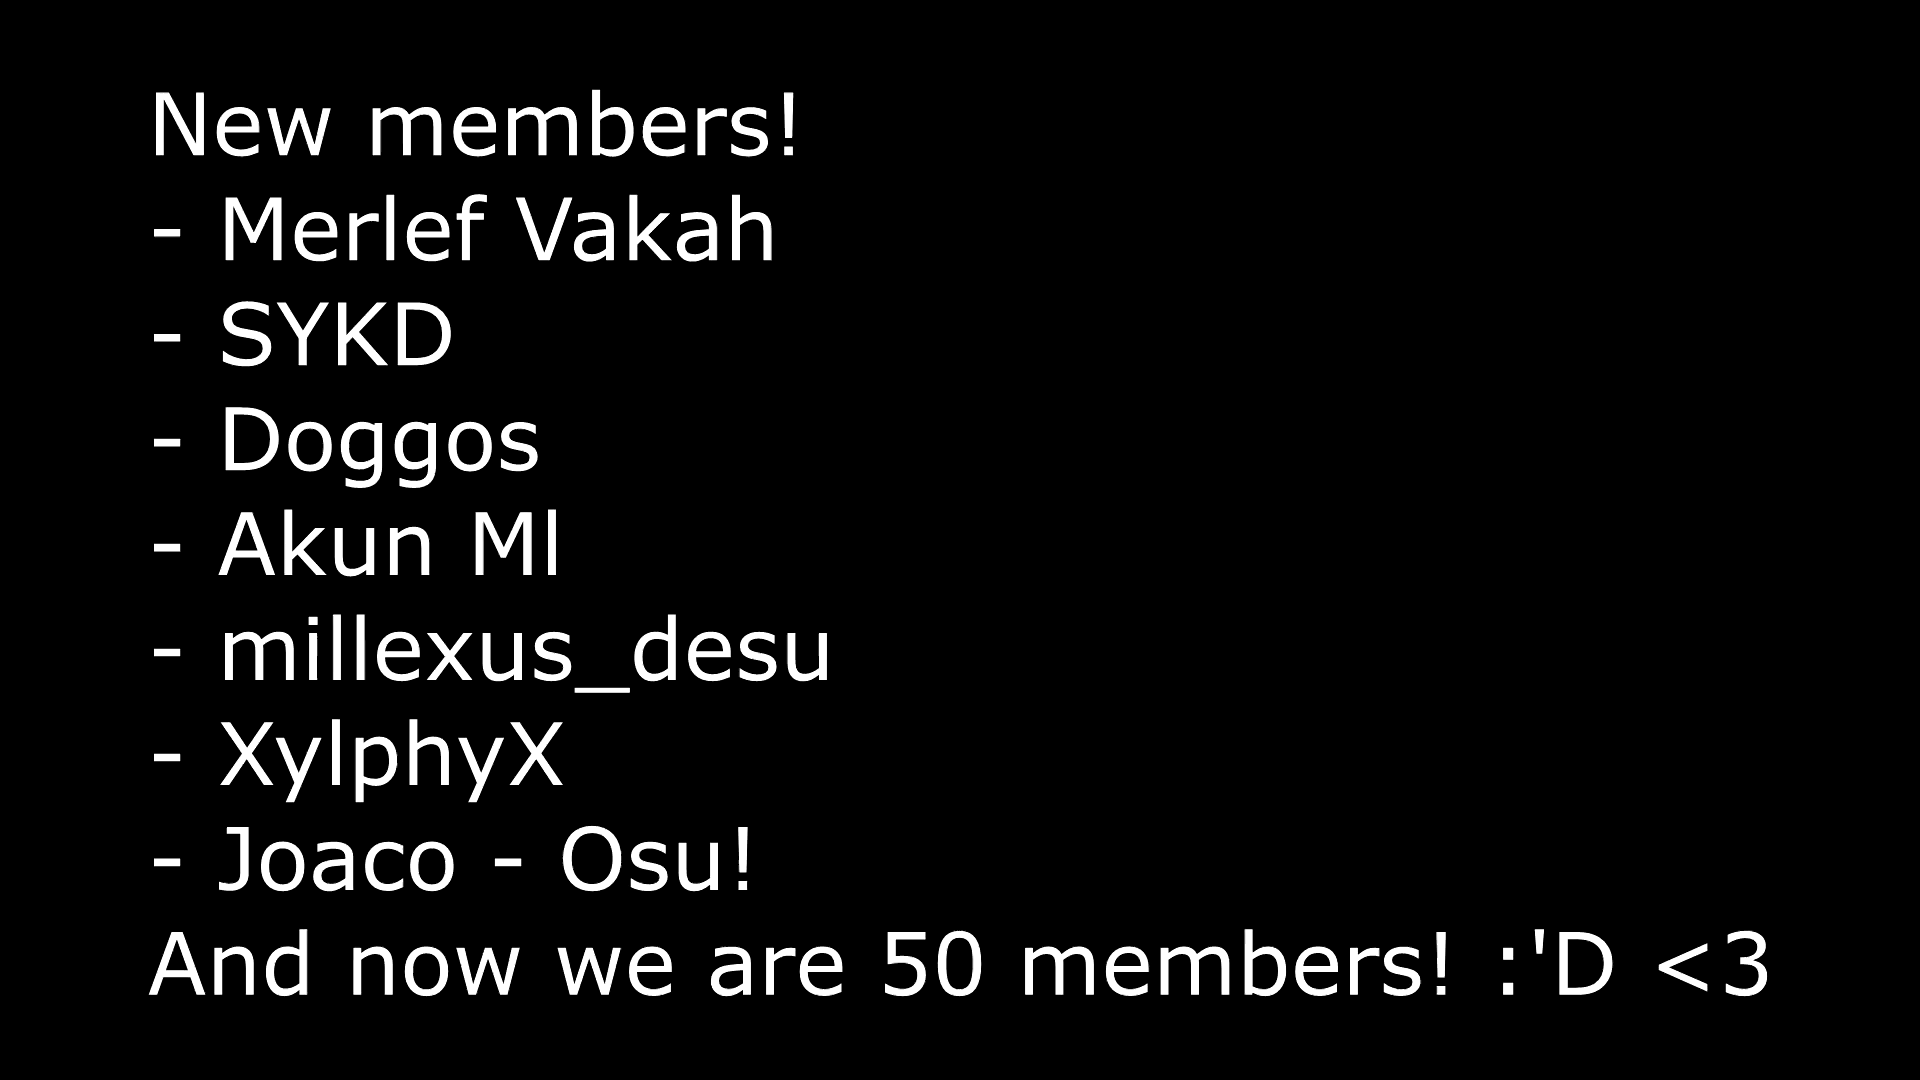 New members!
- Merlef Vakah
- SYKD
- Doggos
- Akun Ml
- millexus_desu
- XylphyX
- Joaco - Osu!
And now we are 50 members! :'D <3